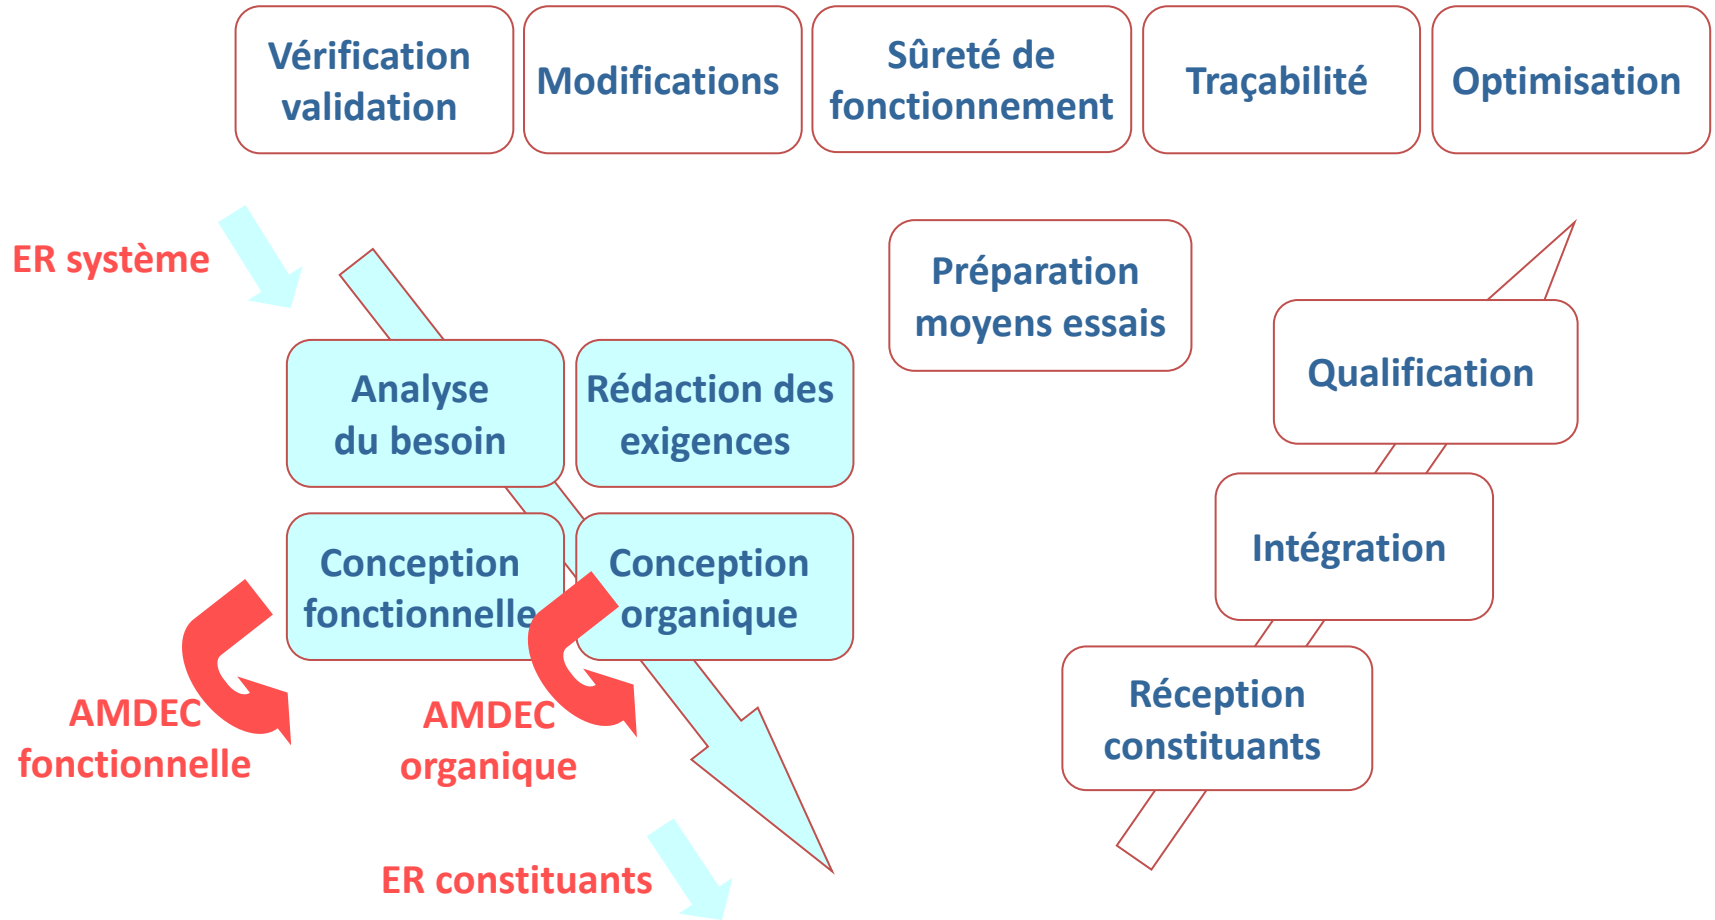 Vérification
validation
Modifications
Sûreté de
fonctionnement
Traçabilité
Optimisation
ER système
Préparation
moyens essais
Qualification
Analyse
du besoin
Rédaction des
exigences
Intégration
Conception
fonctionnelle
Conception
organique
Réception
constituants
AMDEC
fonctionnelle
AMDEC
organique
ER constituants